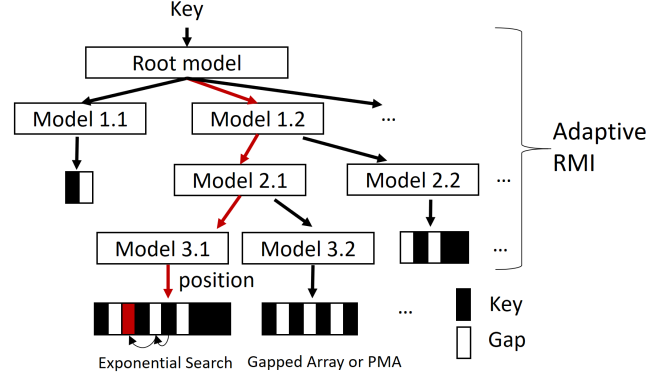 Key
Root model
Model 1.1
Model 1.2
...
Adaptive
RMI
Model 2.1
Model 2.2
...
Model 3.1
Model 3.2
...
position
...
Key
Gap
Exponential Search
Gapped Array or PMA